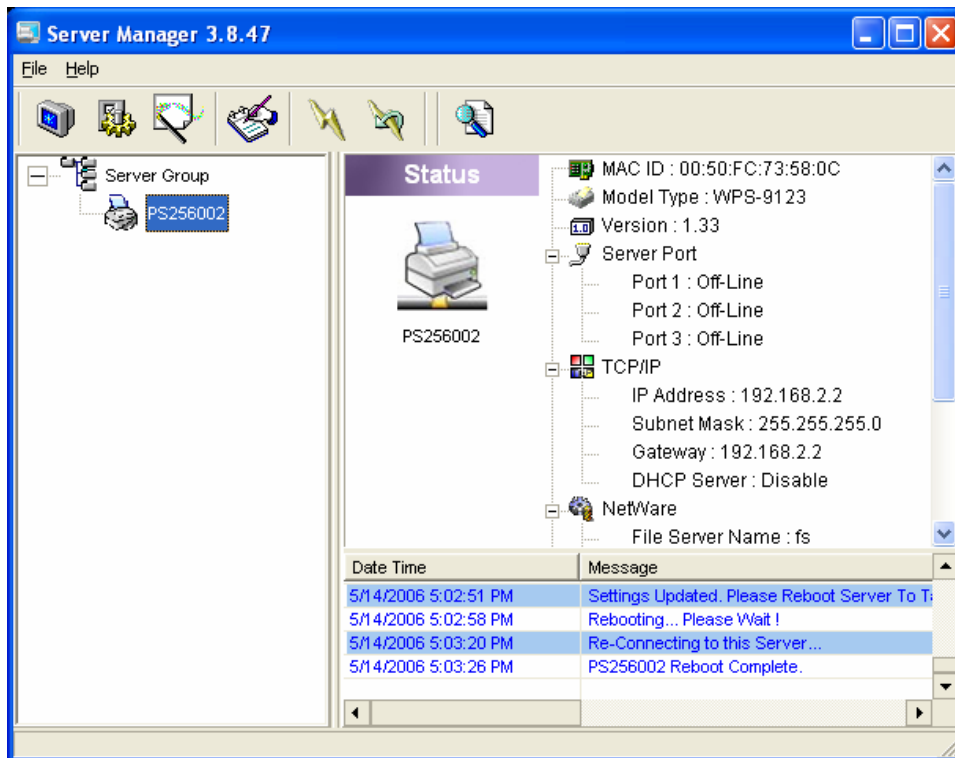 Server Manager 3.8.47
File Help
Server Group
PS256002
Status
PS256002
MAC ID : 00:50:FC:73:58:0C
Model Type : WPS-9123
1.0 Version : 1.33
Server Port
Port 1 : Off-Line
Port 2 : Off-Line
Port 3 : Off-Line
TCP/IP
IP Address : 192.168.2.2
Subnet Mask : 255.255.255.0
Gateway : 192.168.2.2
DHCP Server : Disable
NetWare
File Server Name : fs
Date Time Message
5/14/2006 5:02:51 PM Settings Updated. Please Reboot Server To Ta
5/14/2006 5:02:58 PM Rebooting... Please Wait !
5/14/2006 5:03:20 PM Re-Connecting to this Server...
5/14/2006 5:03:26 PM PS256002 Reboot Complete.